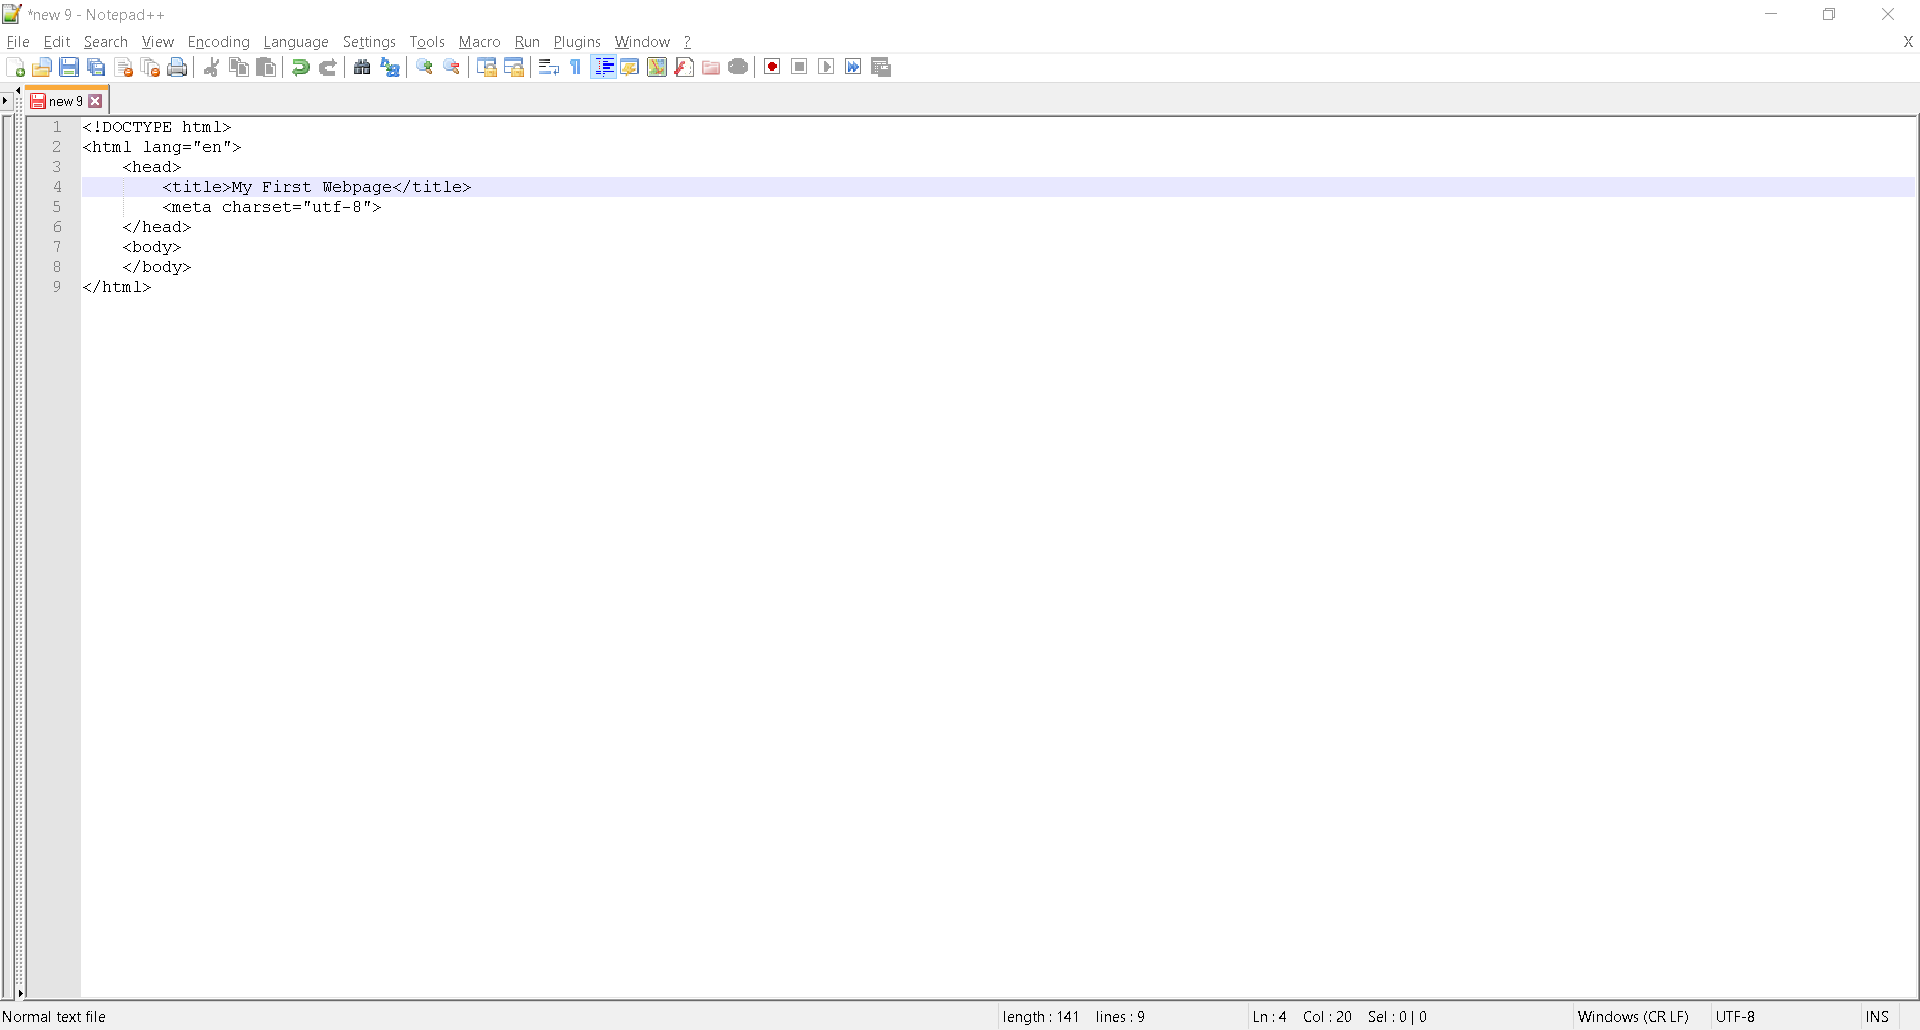 *new 9 - Notepad++
File Edit Search View Encoding Language Settings Tools Macro Run Plugins Window ? X
new 9
1 <!DOCTYPE html>
2 <html lang="en">
3 <head>
4 <title>My First Webpage</title>
5 <meta charset="utf-8">
6 </head>
7 <body>
8 </body>
9 </html>
Normal text file length : 141 lines : 9 Ln : 4 Col : 20 Sel : 0 | 0 Windows (CR LF) UTF-8 INS